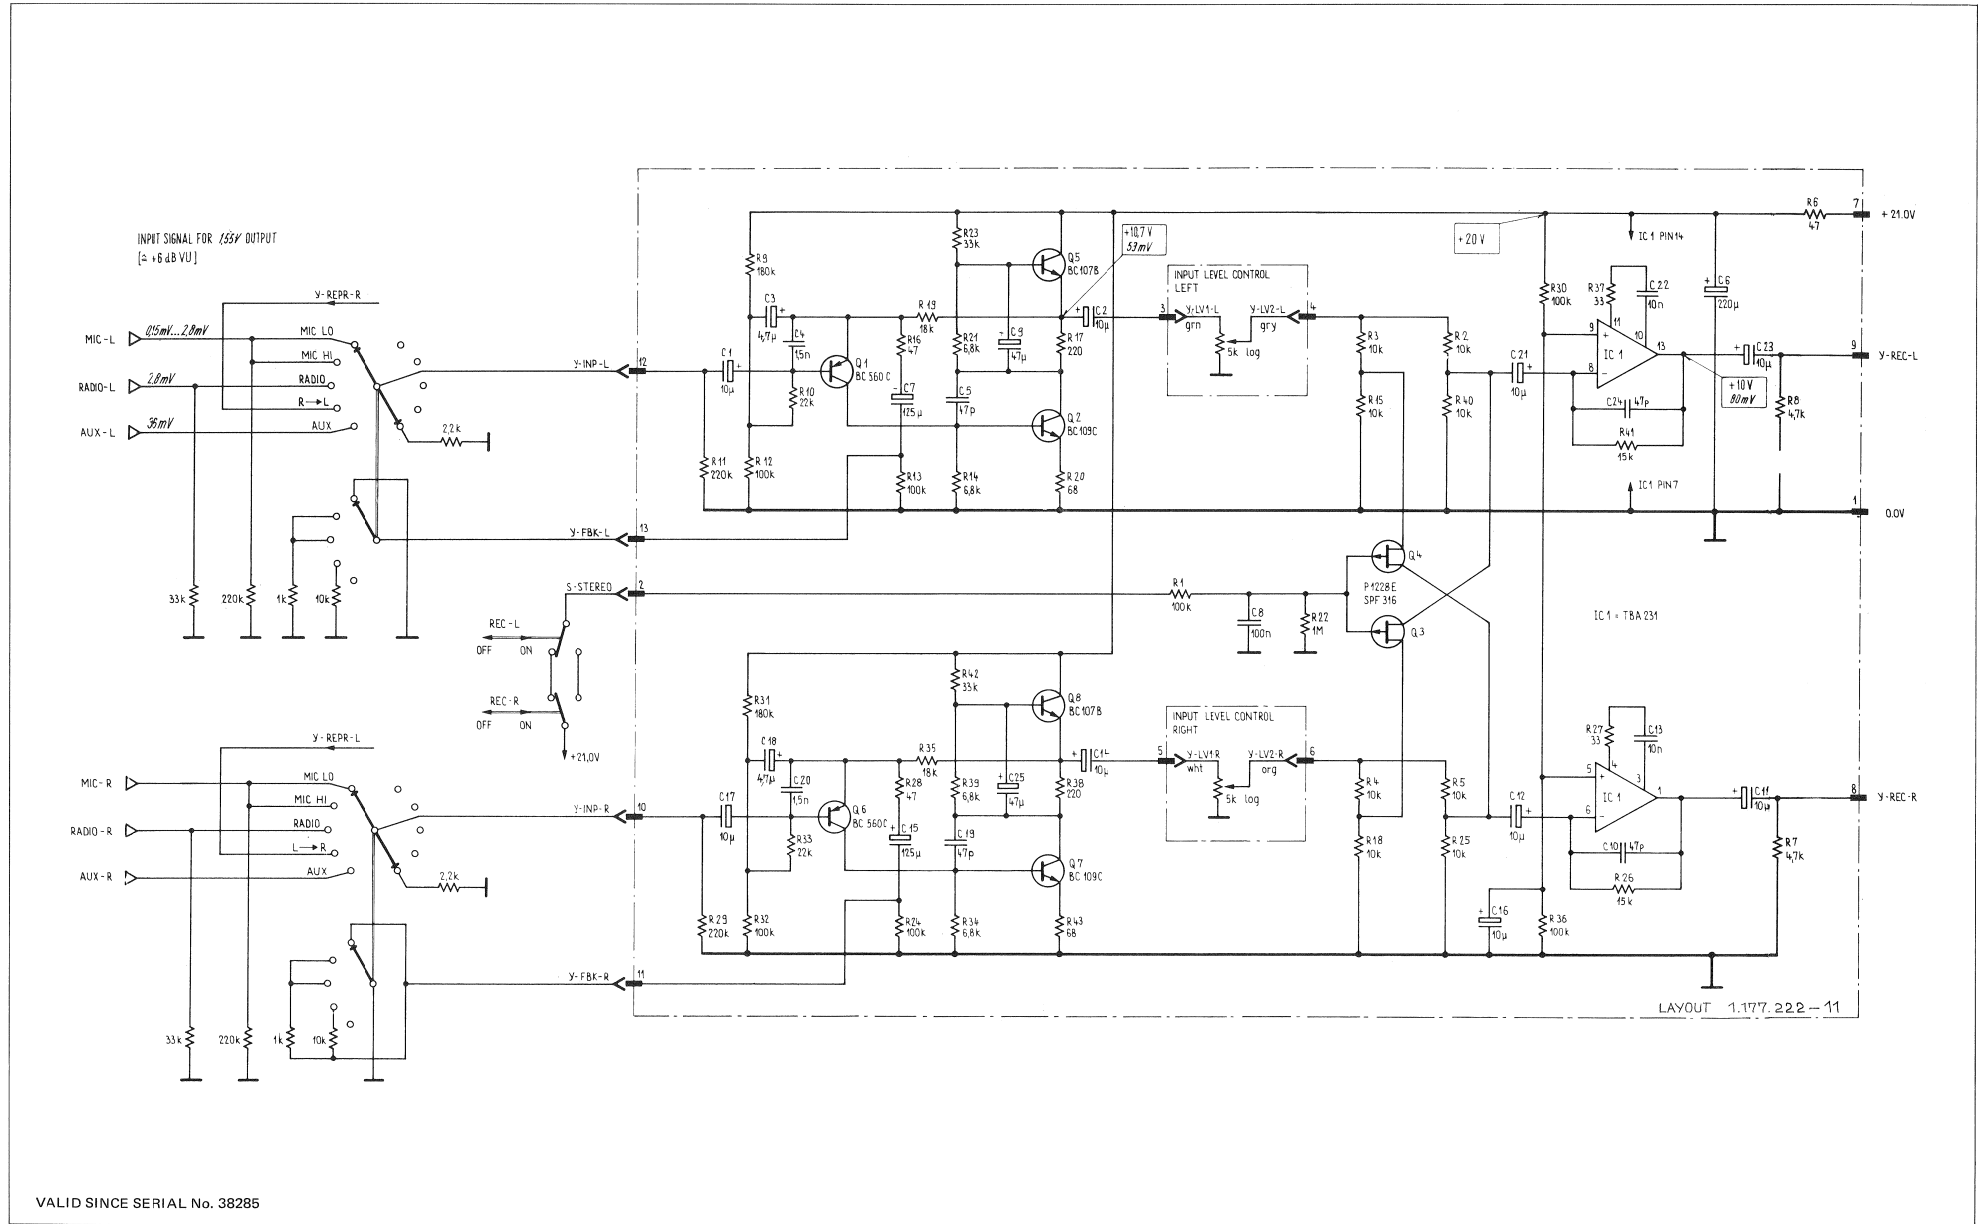 INPUT SIGNAL FOR 1,55V OUTPUT
[≙ +6 dB VU]
Y-REPR-R
MIC-L
0,15mV...2,8mV
MIC LO
MIC HI
RADIO-L
2,8mV
RADIO
R→L
AUX-L
36mV
AUX
2,2k
33k
220k
1k
10k
Y-INP-L
12
Y-FBK-L
13
S-STEREO
2
REC-L
OFF ON
REC-R
OFF ON
+21,0V
R9
180k
C3
+
4,7µ
C4
1,5n
C1
+
10µ
Q1
BC 560 C
R10
22k
R11
220k
R12
100k
R19
18k
R16
47
C7
125µ
R13
100k
R23
33k
R21
6,8k
C5
47p
R14
6,8k
C9
+
47µ
Q5
BC107B
+10,7 V
53mV
C2
+
10µ
R17
220
Q2
BC109C
R20
68
INPUT LEVEL CONTROL
LEFT
3
Y-LV1-L
grn
Y-LV2-L
gry
4
5k log
R3
10k
R2
10k
R15
10k
R40
10k
C21
+
10µ
+20 V
R30
100k
IC1 PIN14
R37
33
C22
10n
9
11
10
+
IC 1
13
8
−
C24
47p
R41
15k
IC1 PIN7
C6
+
220µ
R6
47
7
+ 21.0V
C23
+
10µ
9
Y-REC-L
+10V
80mV
R8
4,7k
1
0.0V
R1
100k
C8
100n
R22
1M
Q4
P1228E
SPF 316
Q3
IC1 = TBA 231
Y-REPR-L
MIC-R
MIC LO
MIC HI
RADIO-R
RADIO
L→R
AUX-R
AUX
2,2k
33k
220k
1k
10k
Y-INP-R
10
Y-FBK-R
11
R31
180k
C18
+
4,7µ
C20
1,5n
C17
+
10µ
Q6
BC 560C
R33
22k
R29
220k
R32
100k
R35
18k
R28
47
C15
+
125µ
R24
100k
R42
33k
R39
6,8k
C19
47p
R34
6,8k
C25
+
47µ
Q8
BC107B
C14
+
10µ
R38
220
Q7
BC 109C
R43
68
INPUT LEVEL CONTROL
RIGHT
5
Y-LV1-R
wht
Y-LV2-R
org
6
5k log
R4
10k
R5
10k
R18
10k
R25
10k
C12
+
10µ
C16
+
10µ
R36
100k
R27
33
C13
10n
5
4
3
+
IC 1
1
6
−
C10
47p
R26
15k
C11
+
10µ
8
Y-REC-R
R7
4,7k
LAYOUT 1.177.222-11
VALID SINCE SERIAL No. 38285